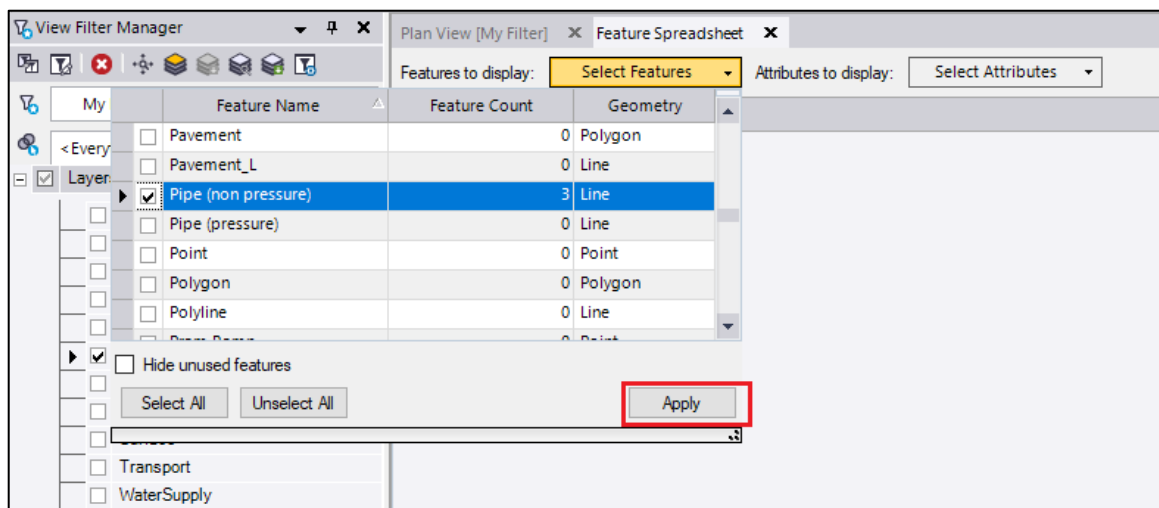 View Filter Manager
Plan View [My Filter] Feature Spreadsheet
Features to display: Select Features Attributes to display: Select Attributes
My
Feature Name Feature Count Geometry
<Every
Layer
Pavement 0 Polygon
Pavement_L 0 Line
Pipe (non pressure) 3 Line
Pipe (pressure) 0 Line
Point 0 Point
Polygon 0 Polygon
Polyline 0 Line
Hide unused features
Select All Unselect All Apply
Transport
WaterSupply